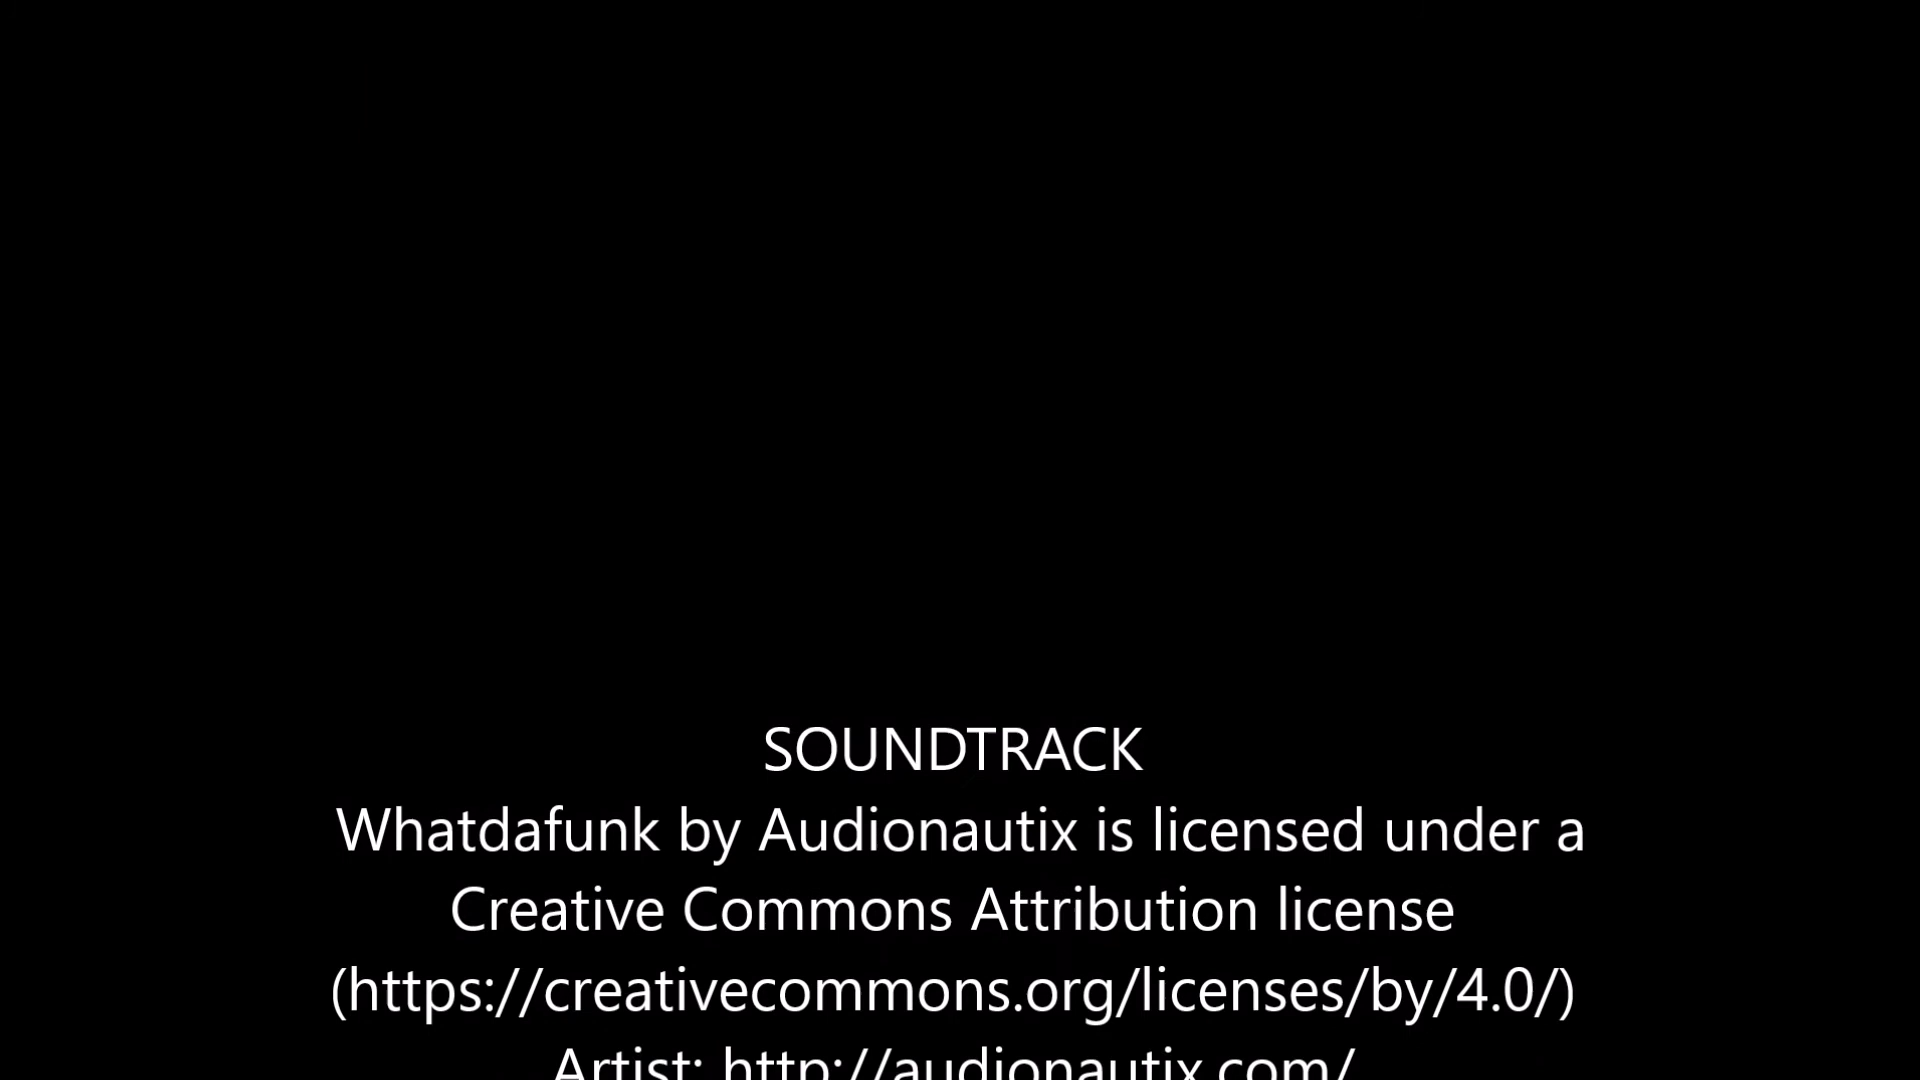 SOUNDTRACK
Whatdafunk by Audionautix is licensed under a
Creative Commons Attribution license
(https://creativecommons.org/licenses/by/4.0/)
Artist: http://audionautix.com/